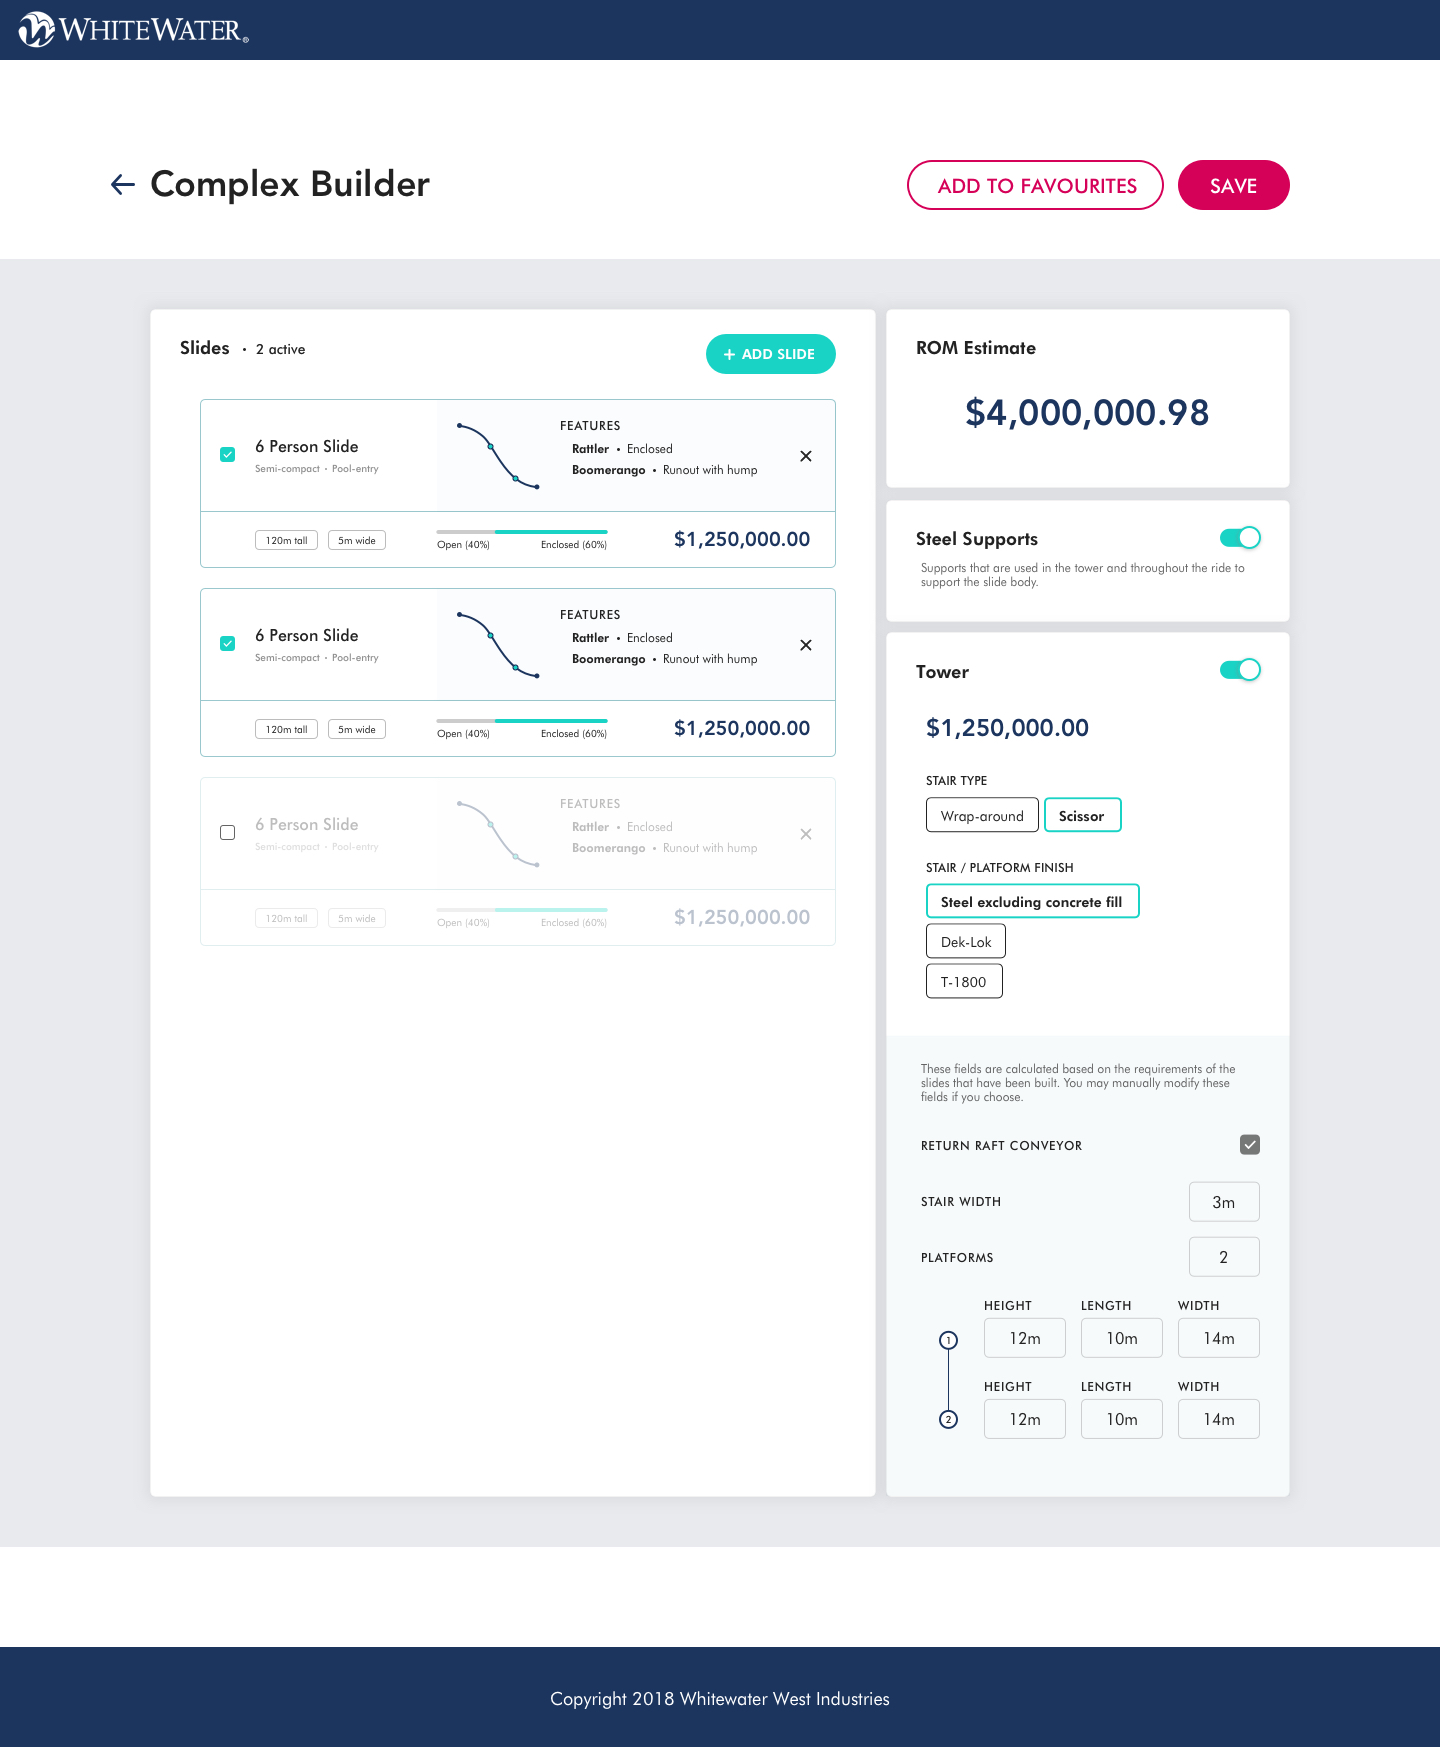 WHITEWATER®
Complex Builder
ADD TO FAVOURITES
SAVE
Slides • 2 active
+ ADD SLIDE
6 Person Slide
Semi-compact • Pool-entry
FEATURES
Rattler • Enclosed
Boomerango • Runout with hump
120m tall
5m wide
Open (40%)
Enclosed (60%)
$1,250,000.00
6 Person Slide
Semi-compact • Pool-entry
FEATURES
Rattler • Enclosed
Boomerango • Runout with hump
120m tall
5m wide
Open (40%)
Enclosed (60%)
$1,250,000.00
6 Person Slide
Semi-compact • Pool-entry
FEATURES
Rattler • Enclosed
Boomerango • Runout with hump
120m tall
5m wide
Open (40%)
Enclosed (60%)
$1,250,000.00
ROM Estimate
$4,000,000.98
Steel Supports
Supports that are used in the tower and throughout the ride to
support the slide body.
Tower
$1,250,000.00
STAIR TYPE
Wrap-around
Scissor
STAIR / PLATFORM FINISH
Steel excluding concrete fill
Dek-Lok
T-1800
These fields are calculated based on the requirements of the
slides that have been built. You may manually modify these
fields if you choose.
RETURN RAFT CONVEYOR
STAIR WIDTH
3m
PLATFORMS
2
HEIGHT LENGTH WIDTH
1 12m 10m 14m
HEIGHT LENGTH WIDTH
2 12m 10m 14m
Copyright 2018 Whitewater West Industries